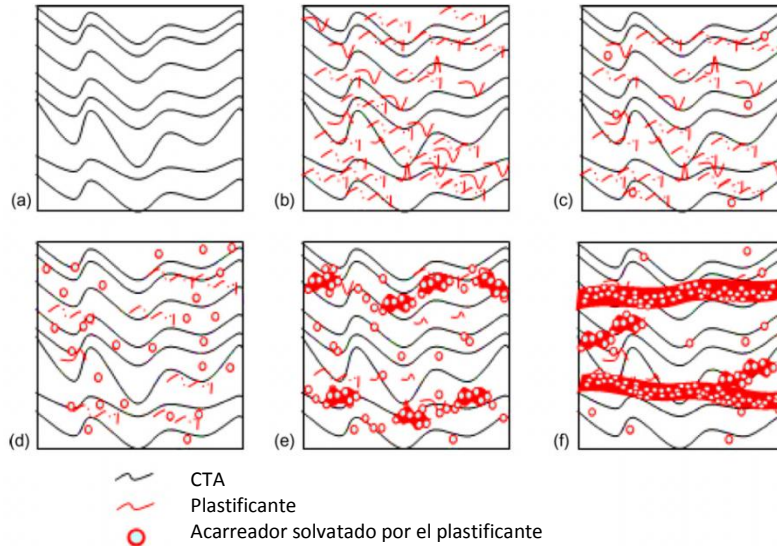 (a)
(b)
(c)
(d)
(e)
(f)
CTA
Plastificante
Acarreador solvatado por el plastificante